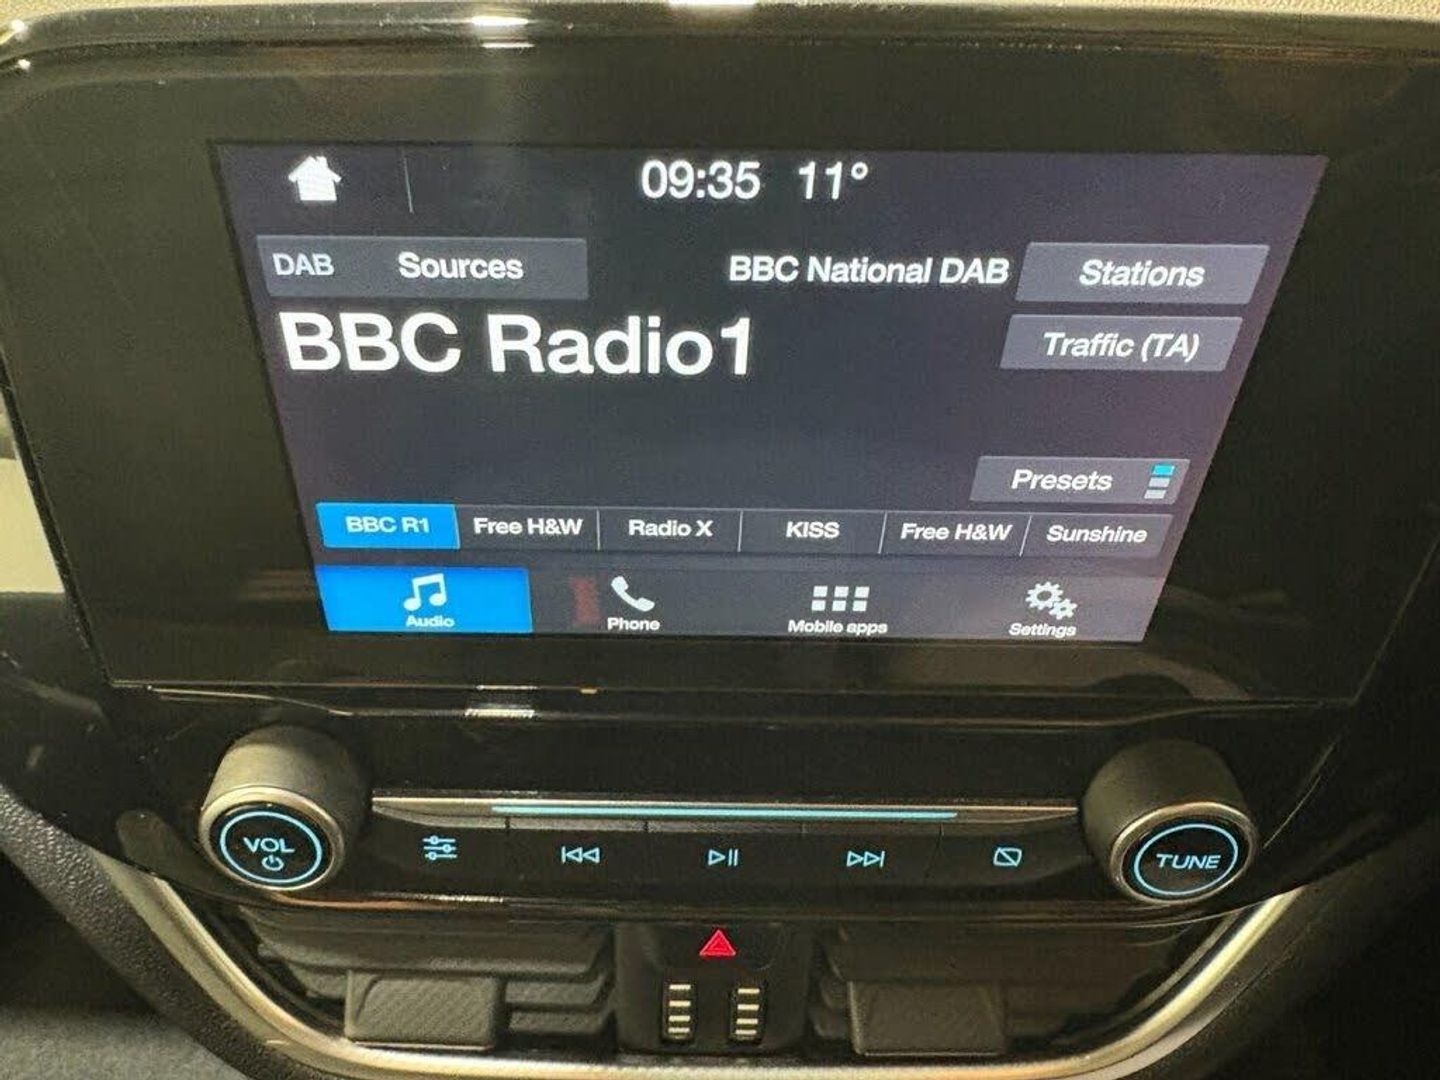 09:35 11°
DAB Sources BBC National DAB Stations
BBC Radio1
Traffic (TA)
Presets
BBC R1 Free H&W Radio X KISS Free H&W Sunshine
Audio Phone Mobile apps Settings
VOL TUNE